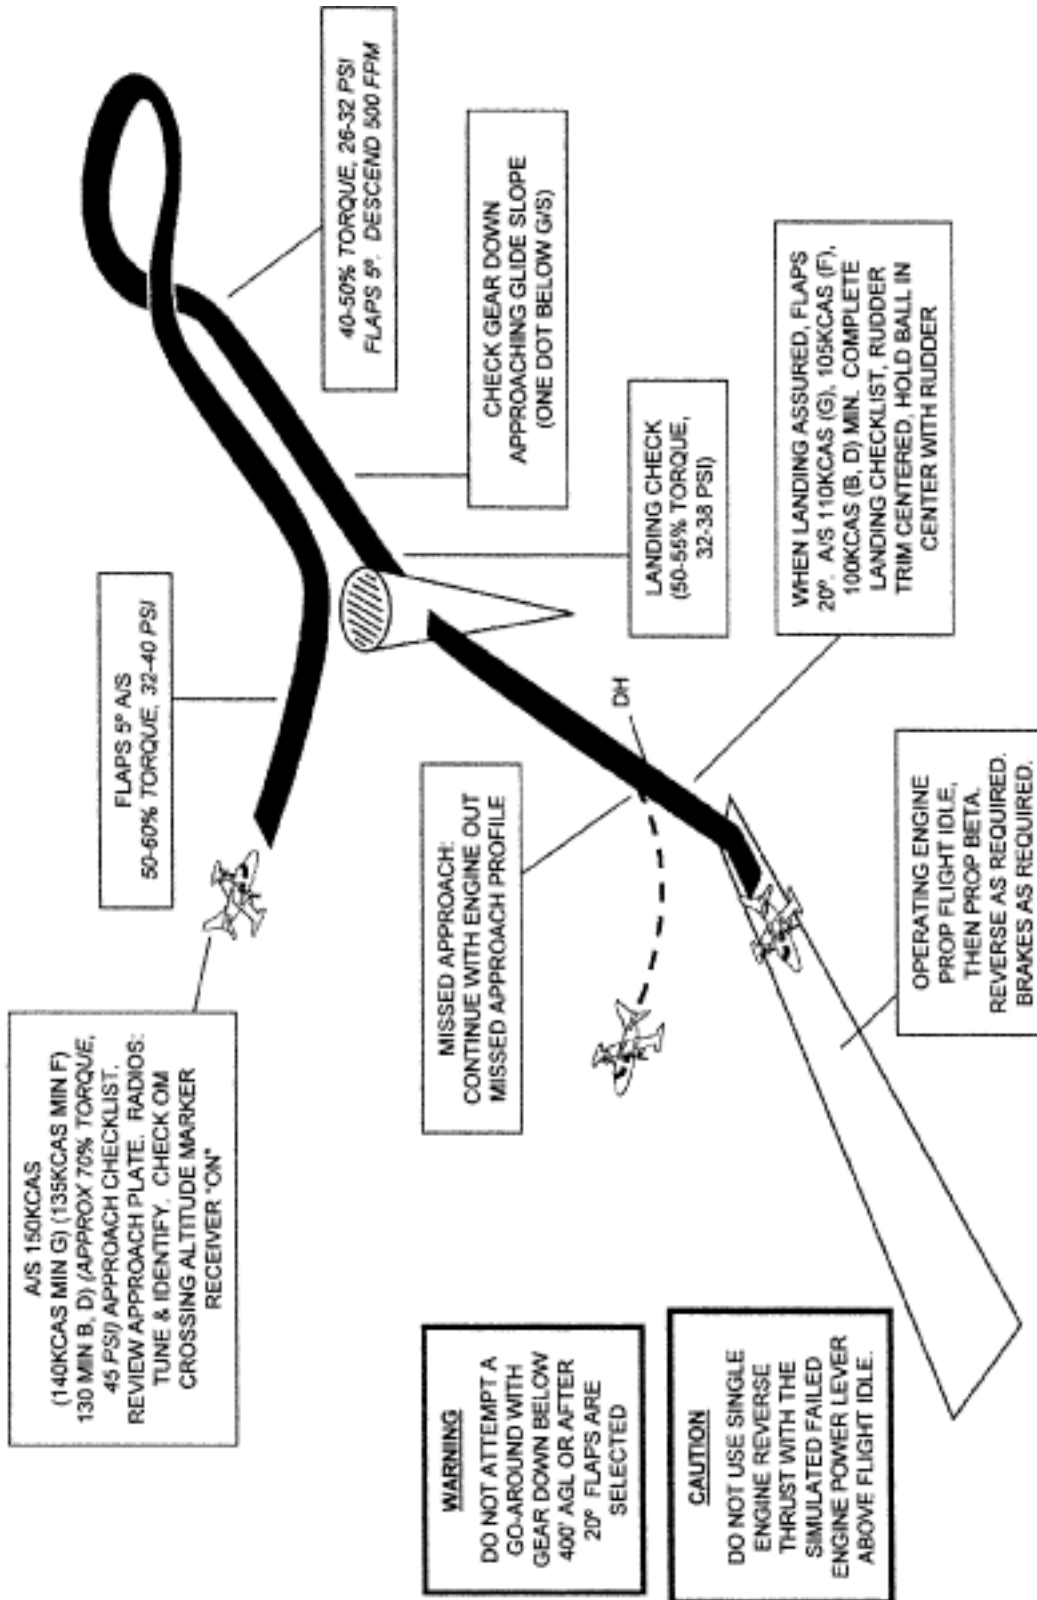 A/S 150KCAS
(140KCAS MIN G) (135KCAS MIN F)
130 MIN B, D) (APPROX 70% TORQUE,
45 PSI) APPROACH CHECKLIST.
REVIEW APPROACH PLATE. RADIOS:
TUNE & IDENTIFY. CHECK OM
CROSSING ALTITUDE MARKER
RECEIVER "ON"
FLAPS 5º A/S
50-60% TORQUE, 32-40 PSI
40-50% TORQUE, 26-32 PSI
FLAPS 5º. DESCEND 500 FPM
CHECK GEAR DOWN
APPROACHING GLIDE SLOPE
(ONE DOT BELOW G/S)
LANDING CHECK
(50-55% TORQUE,
32-38 PSI)
MISSED APPROACH:
CONTINUE WITH ENGINE OUT
MISSED APPROACH PROFILE
DH
WHEN LANDING ASSURED, FLAPS
20º. A/S 110KCAS (G), 105KCAS (F),
100KCAS (B, D) MIN. COMPLETE
LANDING CHECKLIST, RUDDER
TRIM CENTERED, HOLD BALL IN
CENTER WITH RUDDER
OPERATING ENGINE
PROP FLIGHT IDLE,
THEN PROP BETA.
REVERSE AS REQUIRED.
BRAKES AS REQUIRED.
WARNING
DO NOT ATTEMPT A
GO-AROUND WITH
GEAR DOWN BELOW
400' AGL OR AFTER
20º FLAPS ARE
SELECTED
CAUTION
DO NOT USE SINGLE
ENGINE REVERSE
THRUST WITH THE
SIMULATED FAILED
ENGINE POWER LEVER
ABOVE FLIGHT IDLE.